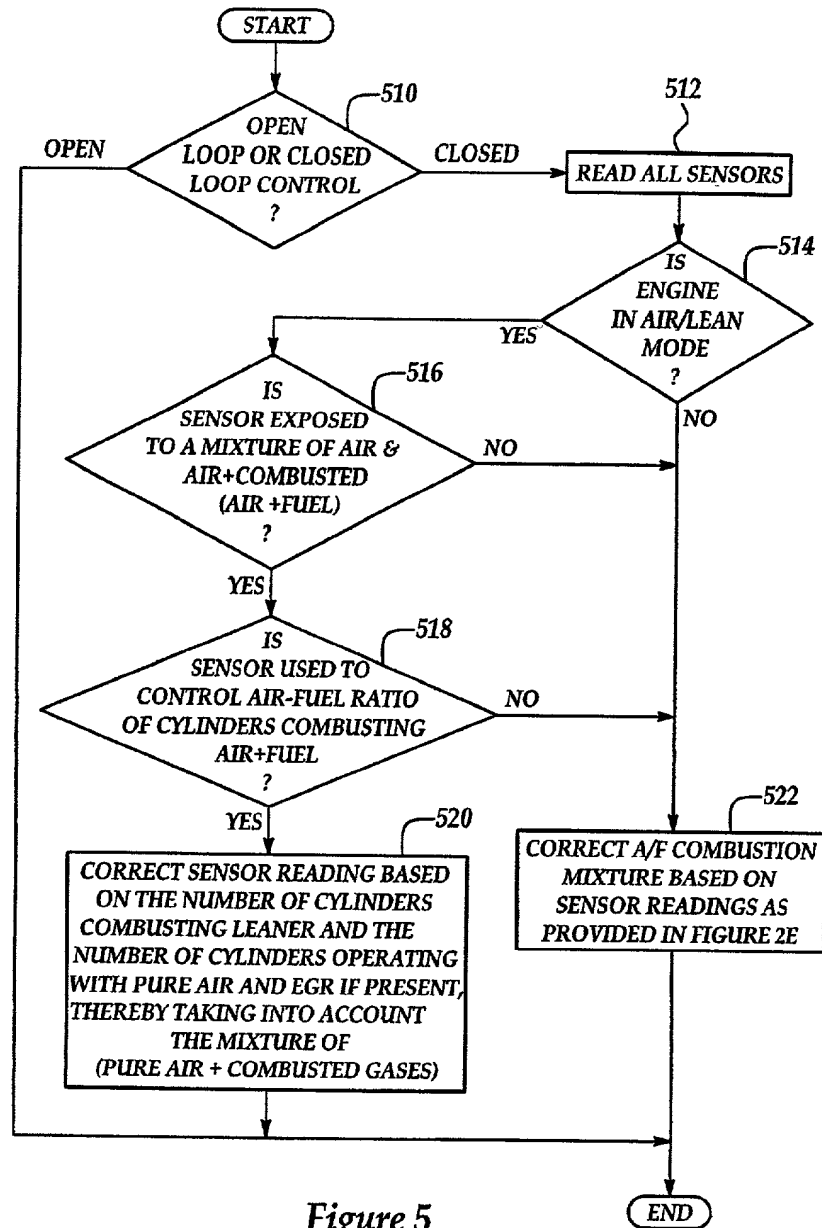 START
510
OPEN
LOOP OR CLOSED
LOOP CONTROL
?
OPEN
CLOSED
512
READ ALL SENSORS
514
IS
ENGINE
IN AIR/LEAN
MODE
?
YES
NO
516
IS
SENSOR EXPOSED
TO A MIXTURE OF AIR &
AIR+COMBUSTED
(AIR +FUEL)
?
NO
YES
518
IS
SENSOR USED TO
CONTROL AIR-FUEL RATIO
OF CYLINDERS COMBUSTING
AIR+FUEL
?
NO
YES
520
CORRECT SENSOR READING BASED
ON THE NUMBER OF CYLINDERS
COMBUSTING LEANER AND THE
NUMBER OF CYLINDERS OPERATING
WITH PURE AIR AND EGR IF PRESENT,
THEREBY TAKING INTO ACCOUNT
THE MIXTURE OF
(PURE AIR + COMBUSTED GASES)
522
CORRECT A/F COMBUSTION
MIXTURE BASED ON
SENSOR READINGS AS
PROVIDED IN FIGURE 2E
END
Figure 5